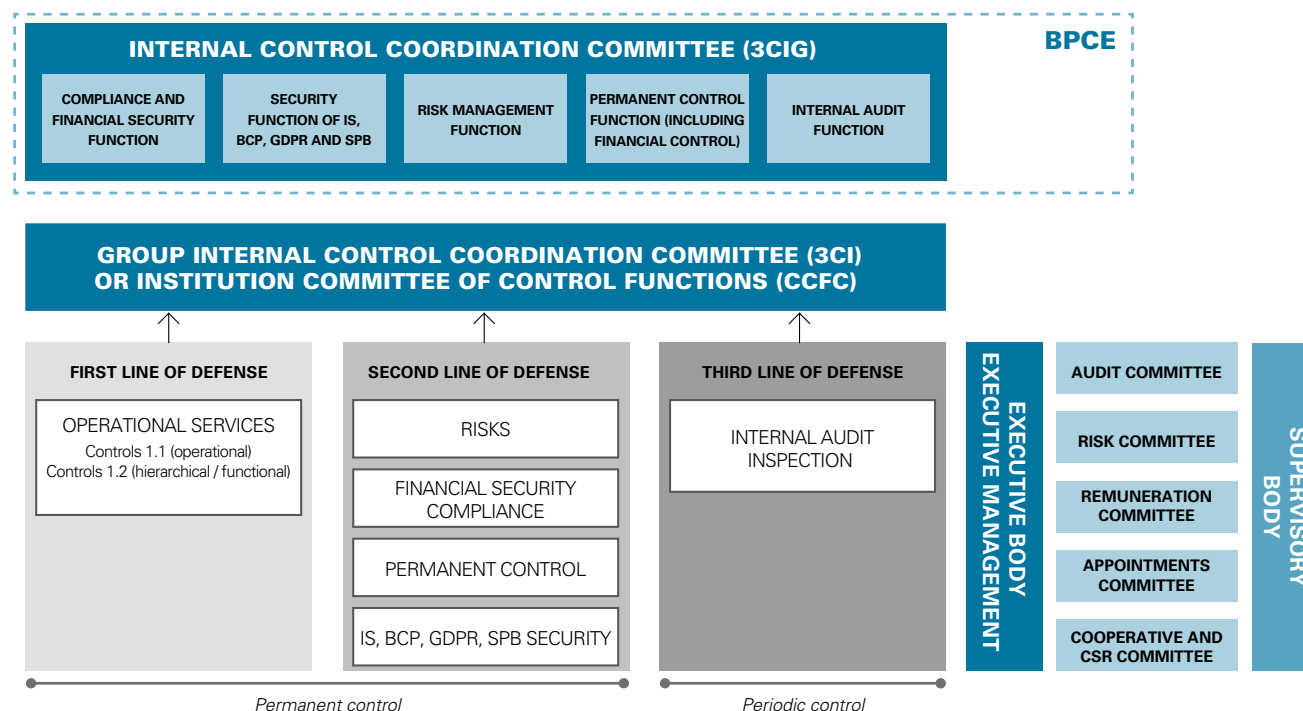 INTERNAL CONTROL COORDINATION COMMITTEE (3CIG)
BPCE
COMPLIANCE AND
FINANCIAL SECURITY
FUNCTION
SECURITY
FUNCTION OF IS,
BCP, GDPR AND SPB
RISK MANAGEMENT
FUNCTION
PERMANENT CONTROL
FUNCTION (INCLUDING
FINANCIAL CONTROL)
INTERNAL AUDIT
FUNCTION
GROUP INTERNAL CONTROL COORDINATION COMMITTEE (3CI)
OR INSTITUTION COMMITTEE OF CONTROL FUNCTIONS (CCFC)
FIRST LINE OF DEFENSE
OPERATIONAL SERVICES
Controls 1.1 (operational)
Controls 1.2 (hierarchical / functional)
SECOND LINE OF DEFENSE
RISKS
FINANCIAL SECURITY
COMPLIANCE
PERMANENT CONTROL
IS, BCP, GDPR, SPB SECURITY
THIRD LINE OF DEFENSE
INTERNAL AUDIT
INSPECTION
EXECUTIVE BODY
EXECUTIVE MANAGEMENT
AUDIT COMMITTEE
RISK COMMITTEE
REMUNERATION
COMMITTEE
APPOINTMENTS
COMMITTEE
COOPERATIVE AND
CSR COMMITTEE
SUPERVISORY
BODY
Permanent control
Periodic control